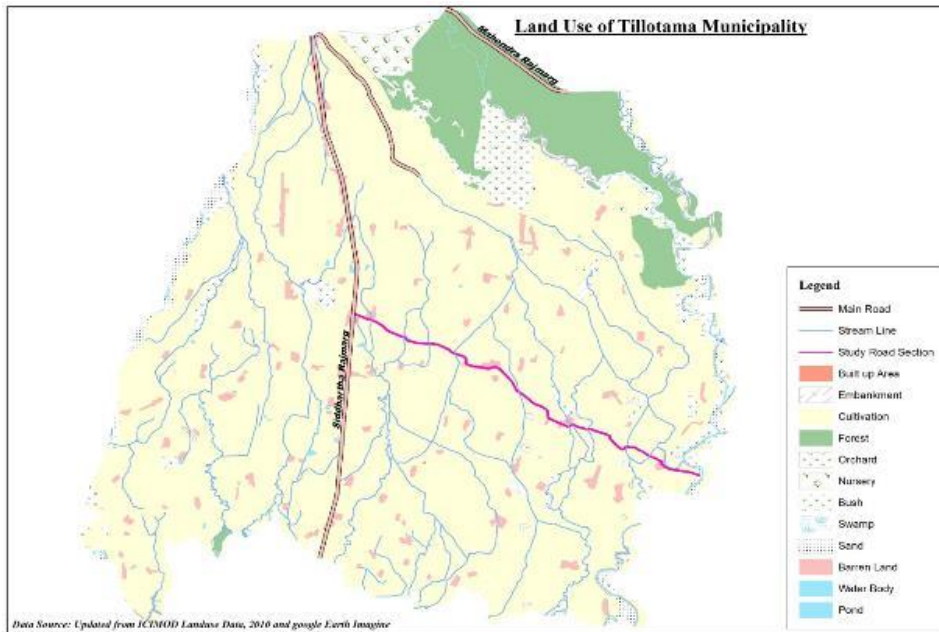 Land Use of Tillotama Municipality
Mahendra Rajmarg
Siddhartha Rajmarg
Legend
Main Road
Stream Line
Study Road Section
Built up Area
Embankment
Cultivation
Forest
Orchard
Nursery
Bush
Swamp
Sand
Barren Land
Water Body
Pond
Data Source: Updated from ICIMOD Landuse Data, 2010 and google Earth Imagine